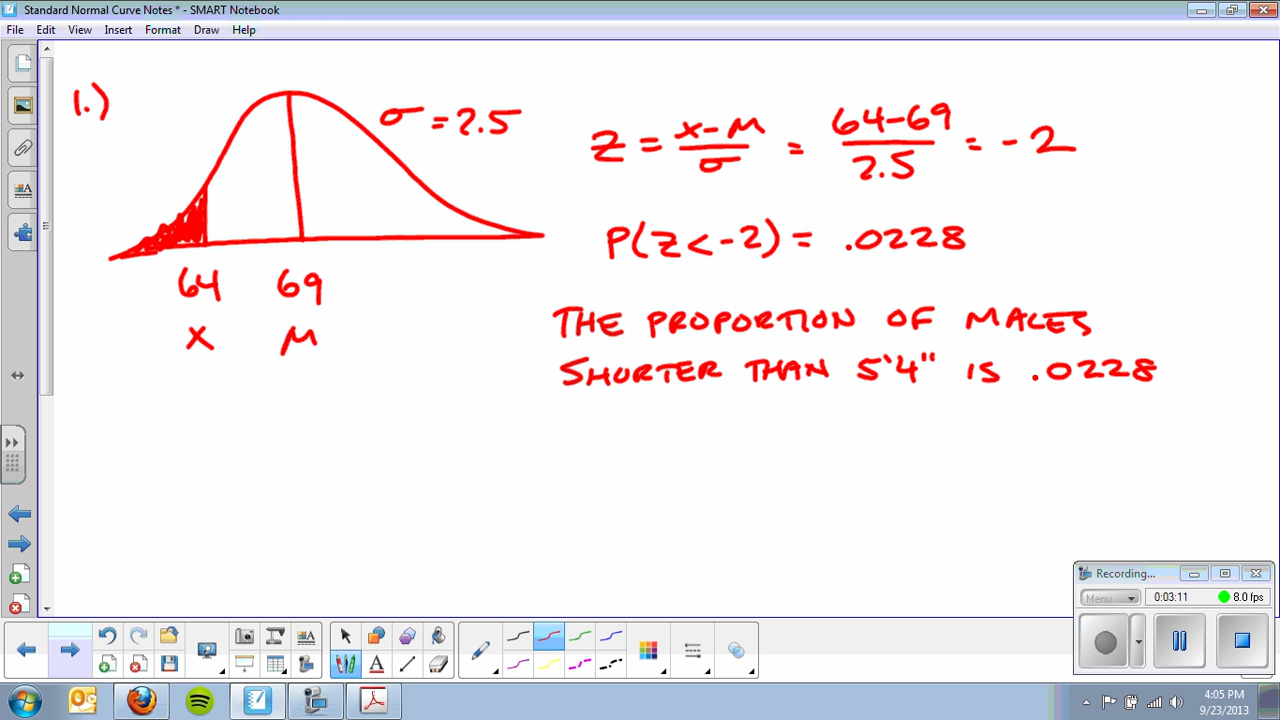 Standard Normal Curve Notes * - SMART Notebook
File Edit View Insert Format Draw Help
1.)
σ = 2.5
64 69
x μ
z = x-μ / σ = 64-69 / 2.5 = -2
P(z < -2) = .0228
THE PROPORTION OF MALES
SHORTER THAN 5'4" IS .0228
Recording...
Menu 0:03:11 8.0 fps
4:05 PM
9/23/2013